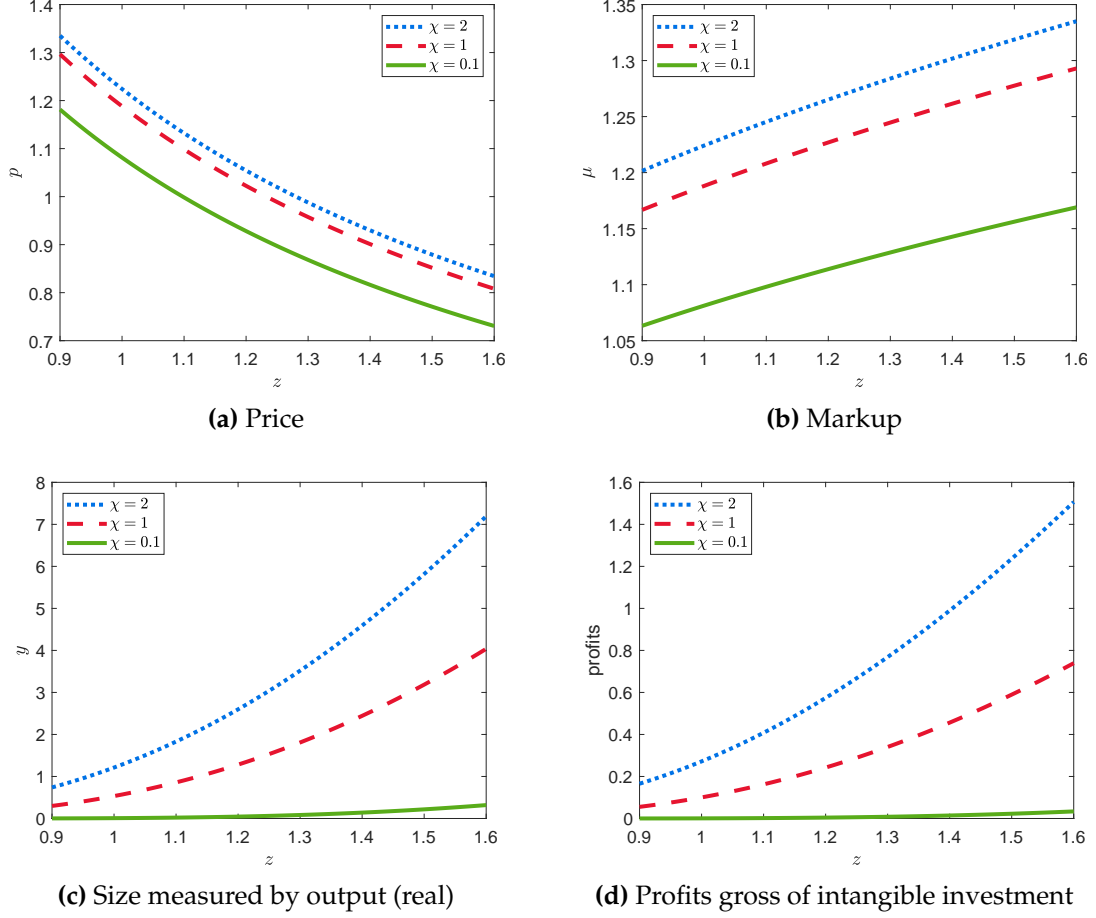 1.4
1.3
1.2
1.1
1
0.9
0.8
0.7
p
χ = 2
χ = 1
χ = 0.1
0.9 1 1.1 1.2 1.3 1.4 1.5 1.6
z
(a) Price
1.35
1.3
1.25
1.2
1.15
1.1
1.05
μ
χ = 2
χ = 1
χ = 0.1
0.9 1 1.1 1.2 1.3 1.4 1.5 1.6
z
(b) Markup
8
7
6
5
4
3
2
1
0
y
χ = 2
χ = 1
χ = 0.1
0.9 1 1.1 1.2 1.3 1.4 1.5 1.6
z
(c) Size measured by output (real)
1.6
1.4
1.2
1
0.8
0.6
0.4
0.2
0
profits
χ = 2
χ = 1
χ = 0.1
0.9 1 1.1 1.2 1.3 1.4 1.5 1.6
z
(d) Profits gross of intangible investment